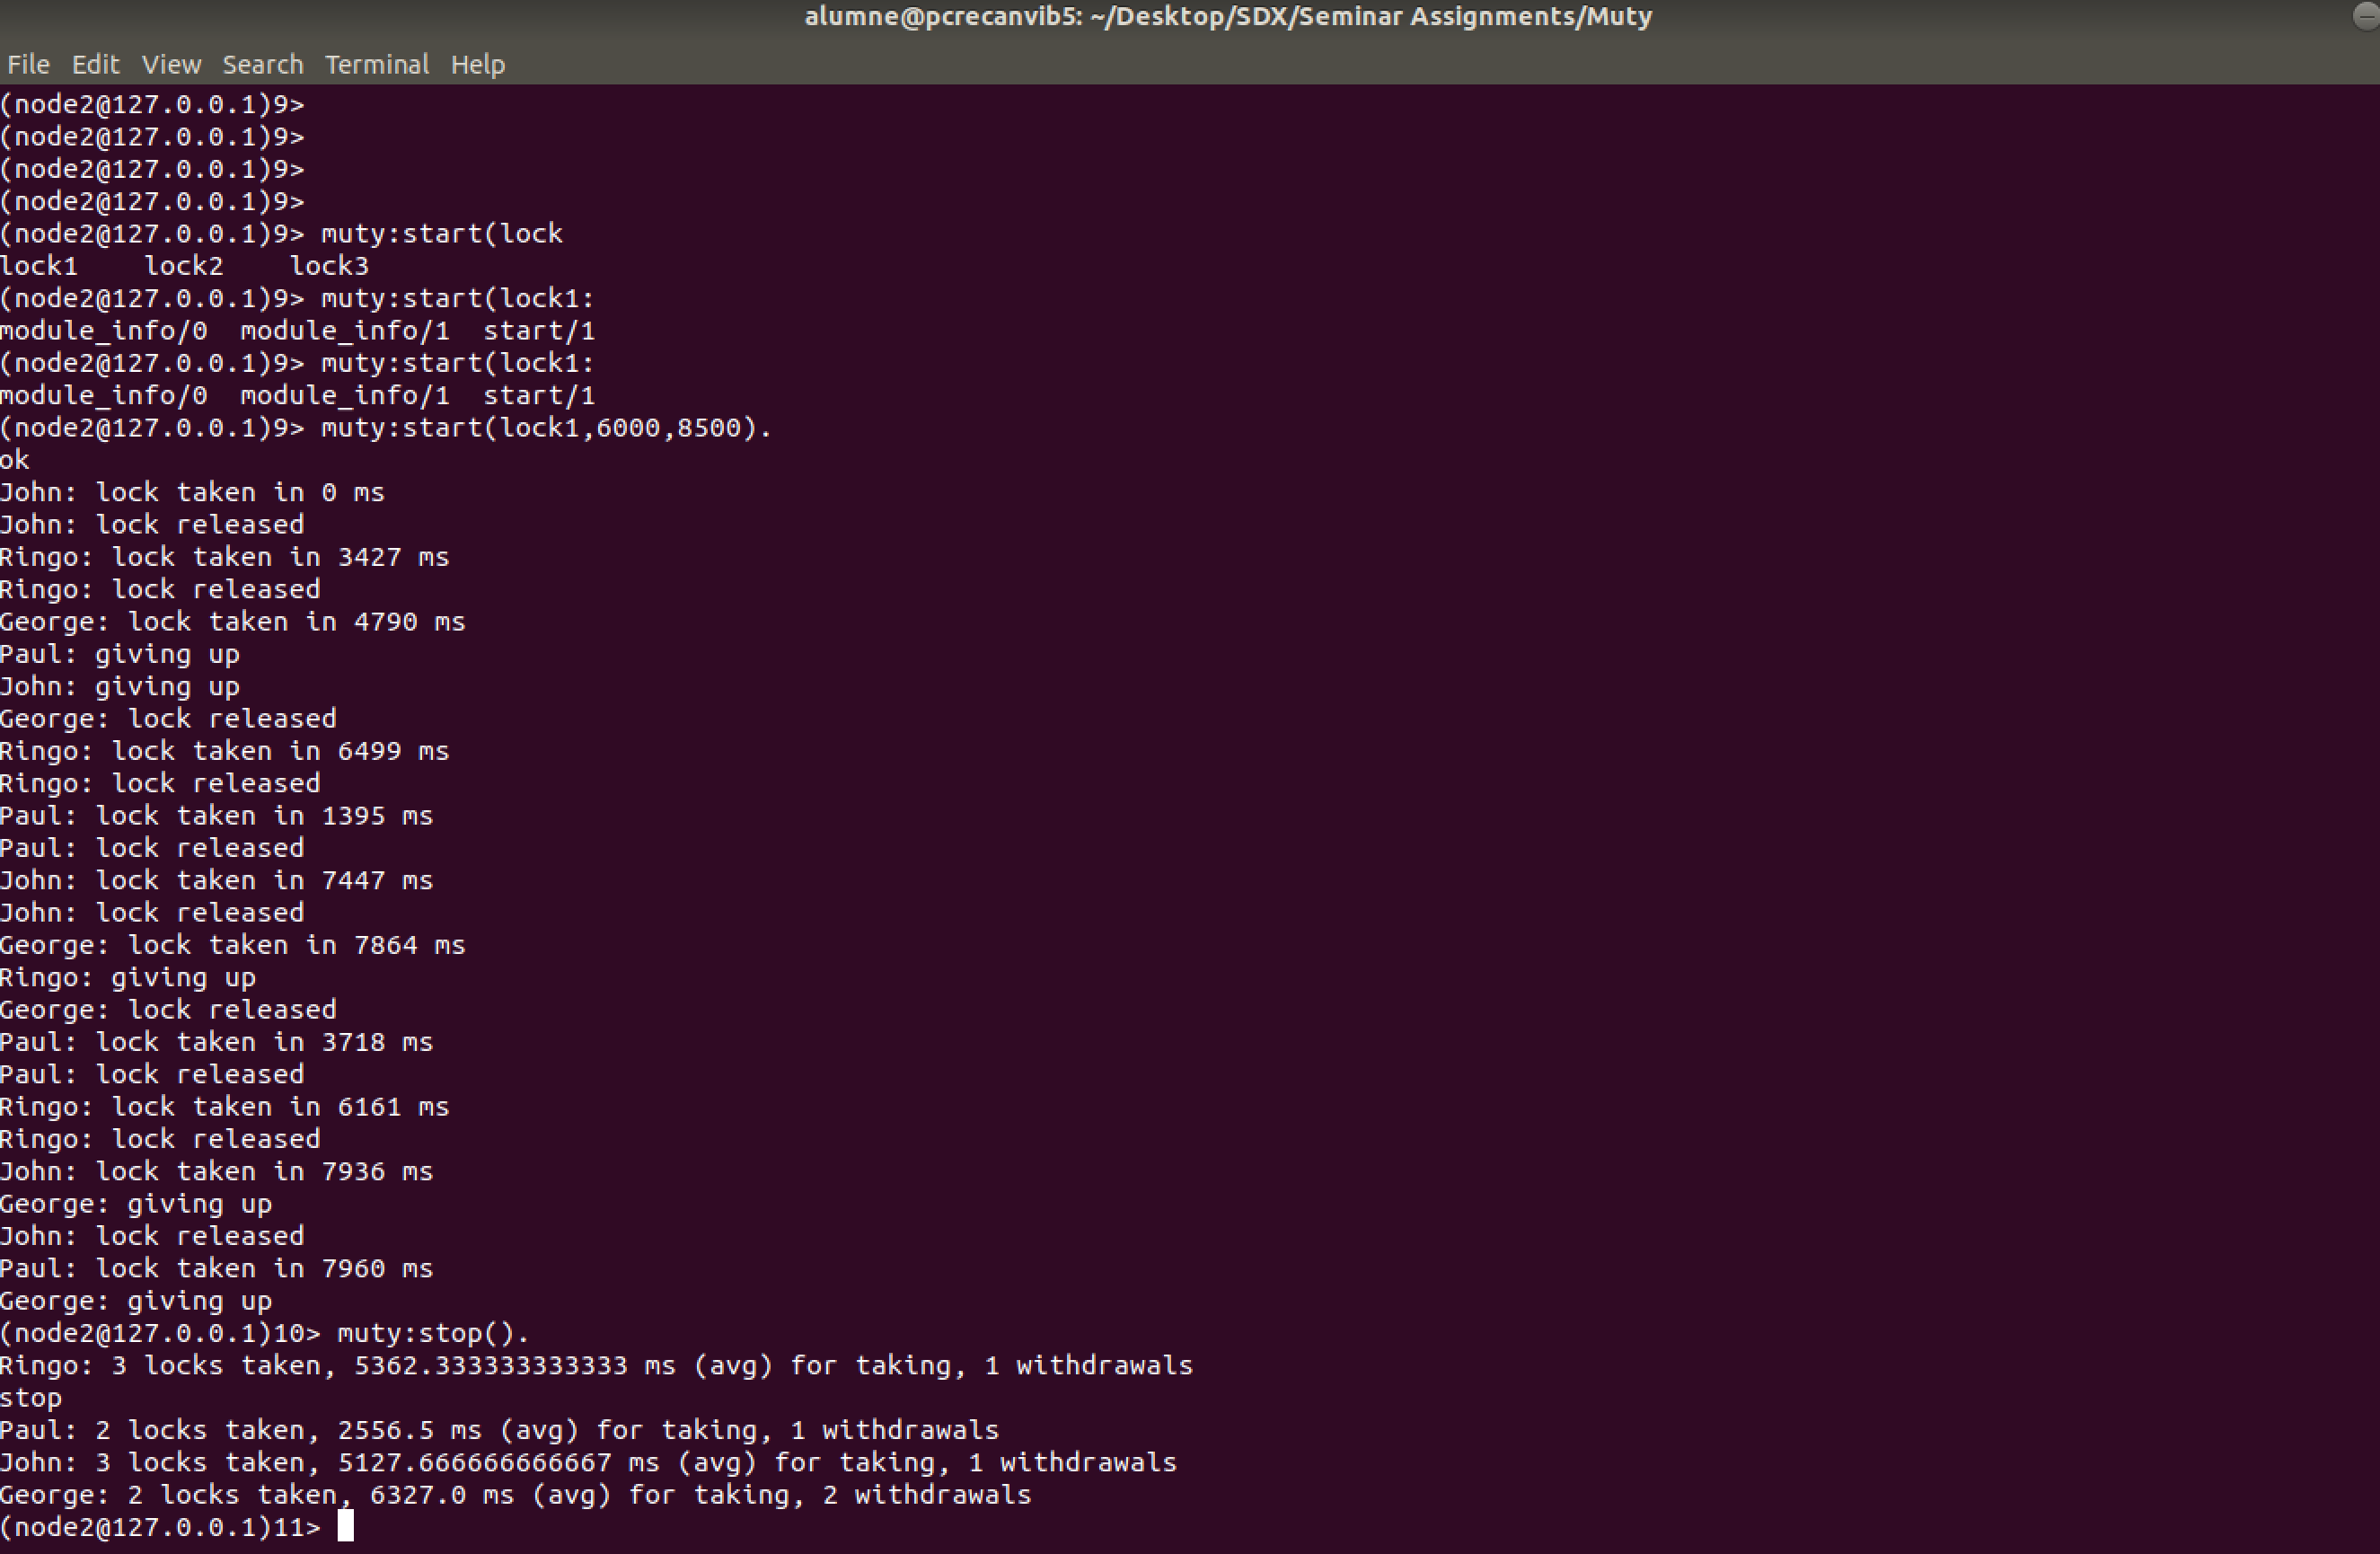 alumne@pcrecanvib5: ~/Desktop/SDX/Seminar Assignments/Muty
File Edit View Search Terminal Help
(node2@127.0.0.1)9>
(node2@127.0.0.1)9>
(node2@127.0.0.1)9>
(node2@127.0.0.1)9>
(node2@127.0.0.1)9> muty:start(lock
lock1    lock2    lock3
(node2@127.0.0.1)9> muty:start(lock1:
module_info/0  module_info/1  start/1
(node2@127.0.0.1)9> muty:start(lock1:
module_info/0  module_info/1  start/1
(node2@127.0.0.1)9> muty:start(lock1,6000,8500).
ok
John: lock taken in 0 ms
John: lock released
Ringo: lock taken in 3427 ms
Ringo: lock released
George: lock taken in 4790 ms
Paul: giving up
John: giving up
George: lock released
Ringo: lock taken in 6499 ms
Ringo: lock released
Paul: lock taken in 1395 ms
Paul: lock released
John: lock taken in 7447 ms
John: lock released
George: lock taken in 7864 ms
Ringo: giving up
George: lock released
Paul: lock taken in 3718 ms
Paul: lock released
Ringo: lock taken in 6161 ms
Ringo: lock released
John: lock taken in 7936 ms
George: giving up
John: lock released
Paul: lock taken in 7960 ms
George: giving up
(node2@127.0.0.1)10> muty:stop().
Ringo: 3 locks taken, 5362.333333333333 ms (avg) for taking, 1 withdrawals
stop
Paul: 2 locks taken, 2556.5 ms (avg) for taking, 1 withdrawals
John: 3 locks taken, 5127.666666666667 ms (avg) for taking, 1 withdrawals
George: 2 locks taken, 6327.0 ms (avg) for taking, 2 withdrawals
(node2@127.0.0.1)11>